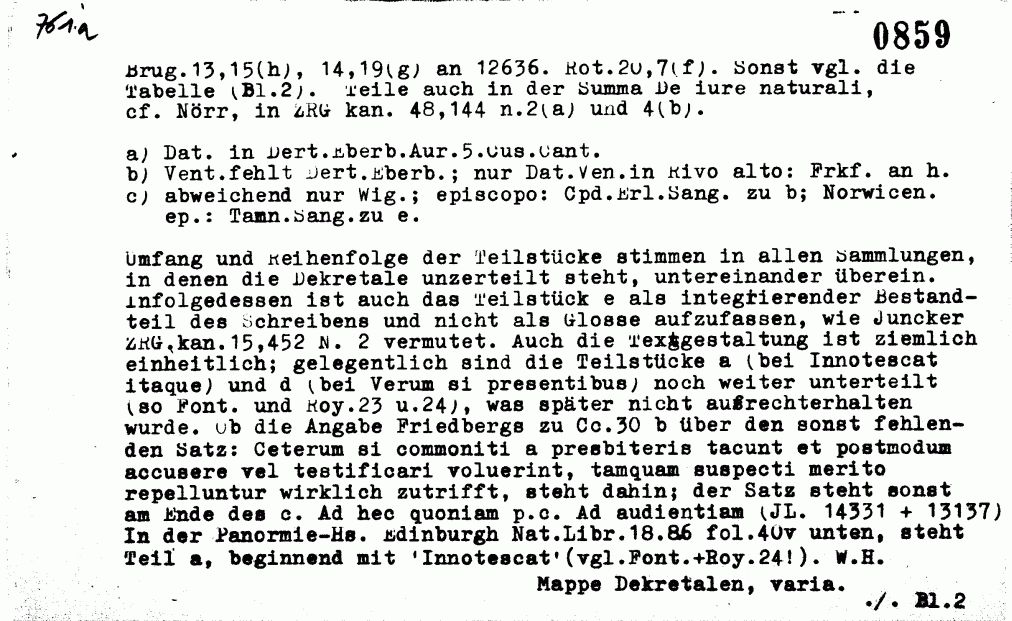 761a
0859
Brug.13,15(h), 14,19(g) an 12636. Rot.20,7(f). Sonst vgl. die
Tabelle (Bl.2). Teile auch in der Summa De iure naturali,
cf. Nörr, in ZRG kan. 48,144 n.2(a) und 4(b).
a) Dat. in Dert.Eberb.Aur.5.Cus.Cant.
b) Vent.fehlt Dert.Eberb.; nur Dat.Ven.in Rivo alto: Frkf. an h.
c) abweichend nur Wig.; episcopo: Cpd.Erl.Sang. zu b; Norwicen.
ep.: Tamn.Sang.zu e.
Umfang und Reihenfolge der Teilstücke stimmen in allen Sammlungen,
in denen die Dekretale unzerteilt steht, untereinander überein.
Infolgedessen ist auch das Teilstück e als integrierender Bestand-
teil des Schreibens und nicht als Glosse aufzufassen, wie Juncker
ZRG,kan.15,452 N. 2 vermutet. Auch die Textgestaltung ist ziemlich
einheitlich; gelegentlich sind die Teilstücke a (bei Innotescat
itaque) und d (bei Verum si presentibus) noch weiter unterteilt
(so Font. und Roy.23 u.24), was später nicht aufrechterhalten
wurde. Ob die Angabe Friedbergs zu Cc.30 b über den sonst fehlen-
den Satz: Ceterum si commoniti a presbiteris tacunt et postmodum
accusere vel testificari voluerint, tamquam suspecti merito
repelluntur wirklich zutrifft, steht dahin; der Satz steht sonst
am Ende des c. Ad hec quoniam p.c. Ad audientiam (JL. 14331 + 13137)
In der Panormie-Hs. Edinburgh Nat.Libr.18.86 fol.40v unten, steht
Teil a, beginnend mit 'Innotescat'(vgl.Font.+Roy.24!). W.H.
Mappe Dekretalen, varia.
./. Bl.2